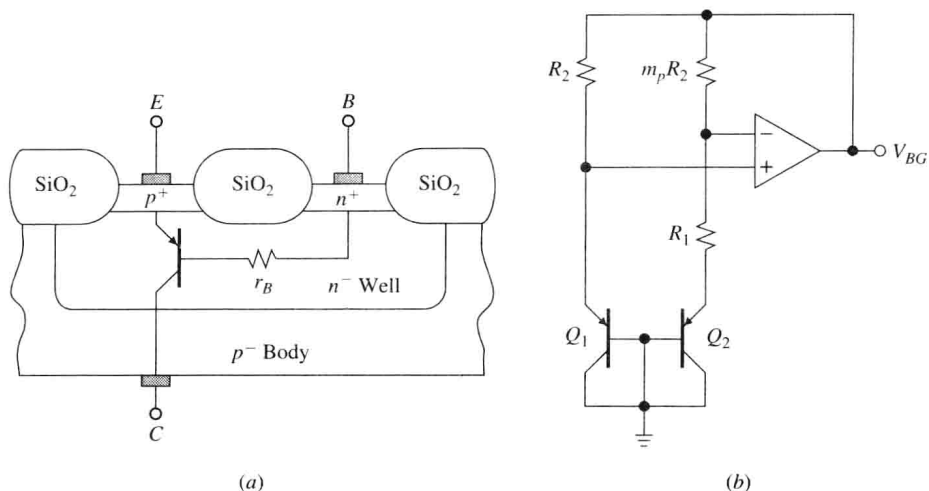 E
B
SiO2
p+
SiO2
n+
SiO2
rB
n− Well
p− Body
C
(a)
R2
mpR2
−
+
VBG
R1
Q1
Q2
(b)